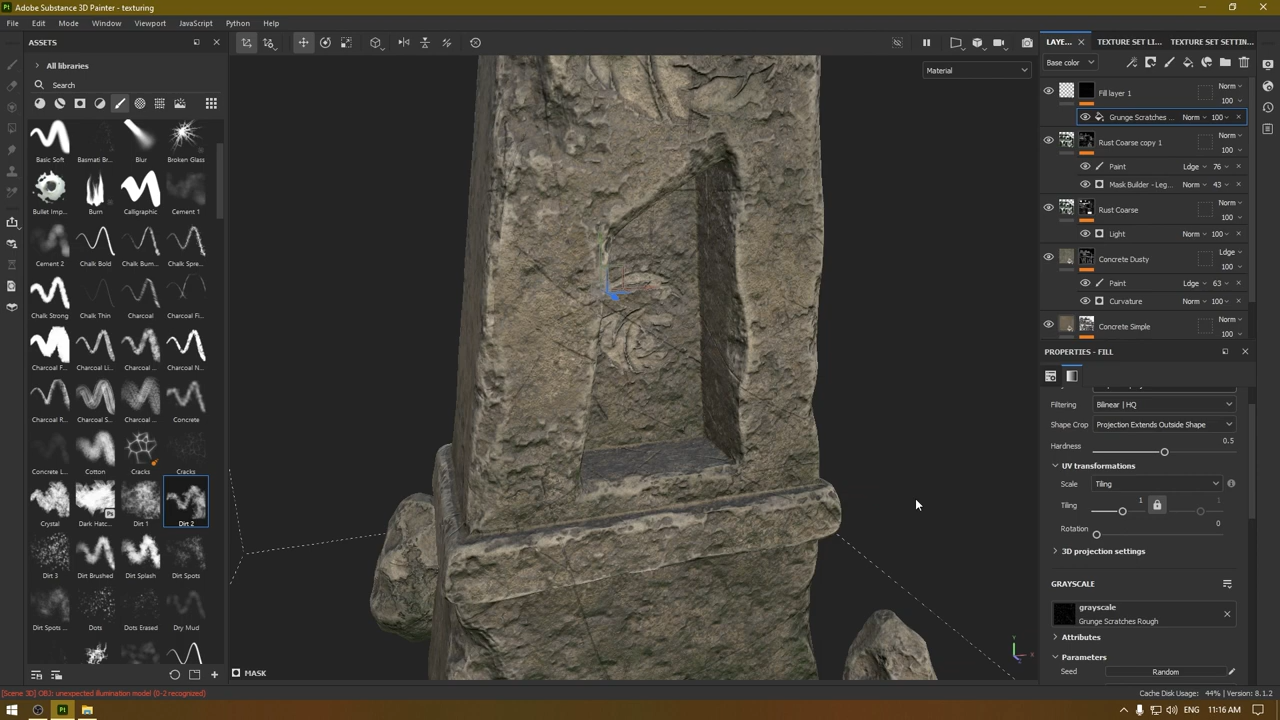 Adobe Substance 3D Painter - texturing
File Edit Mode Window Viewport JavaScript Python Help
ASSETS
All libraries
Search
Basic Soft Basmati Br... Blur Broken Glass
Bullet Imp... Burn Calligraphic Cement 1
Cement 2 Chalk Bold Chalk Bum... Chalk Spre...
Chalk Strong Chalk Thin Charcoal Charcoal Fi...
Charcoal F... Charcoal Li... Charcoal ... Charcoal N...
Charcoal R... Charcoal S... Charcoal ... Concrete
Concrete L... Cotton Cracks Cracks
Crystal Dark Hatc... Dirt 1 Dirt 2
Dirt 3 Dirt Brushed Dirt Splash Dirt Spots
Dirt Spots ... Dots Dots Erased Dry Mud
Material
MASK
LAYE... TEXTURE SET LI... TEXTURE SET SETTIN...
Base color
Fill layer 1 Norm
100
Grunge Scratches ... Norm 100
Rust Coarse copy 1 Norm
100
Paint Ldge 76
Mask Builder - Leg... Norm 43
Rust Coarse Norm
100
Light Norm 100
Concrete Dusty Ldge
100
Paint Ldge 63
Curvature Norm 100
Concrete Simple Norm
100
PROPERTIES - FILL
Filtering Bilinear | HQ
Shape Crop Projection Extends Outside Shape
Hardness 0.5
UV transformations
Scale Tiling
Tiling 1 1
Rotation 0
3D projection settings
GRAYSCALE
grayscale
Grunge Scratches Rough
Attributes
Parameters
Seed Random
[Scene 3D] OBJ: unexpected illumination model (0-2 recognized)
Cache Disk Usage: 44% | Version: 8.1.2
ENG 11:16 AM